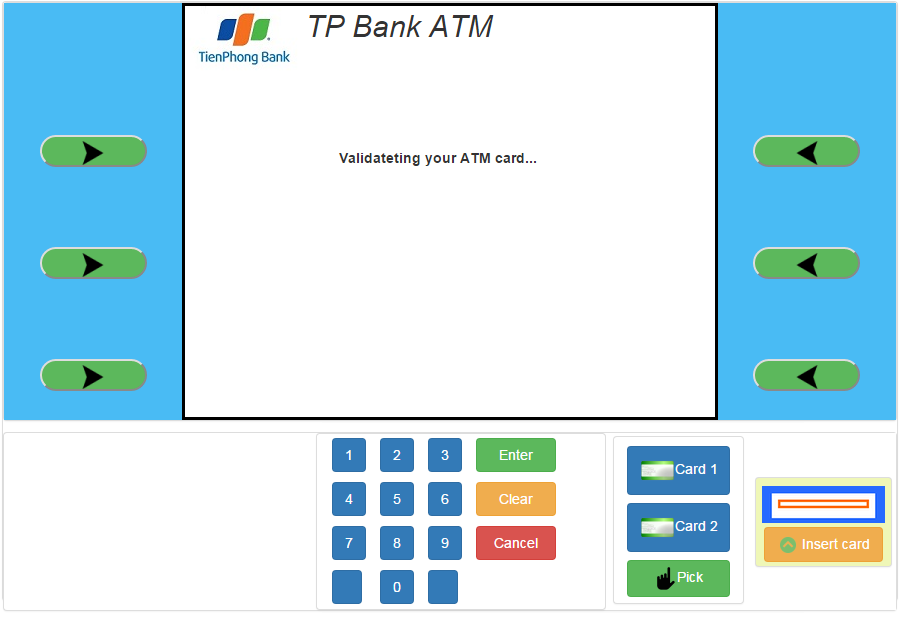 TP Bank ATM
TienPhong Bank
Validateting your ATM card...
1 2 3 Enter
4 5 6 Clear
7 8 9 Cancel
0
Card 1
Card 2
Pick
Insert card